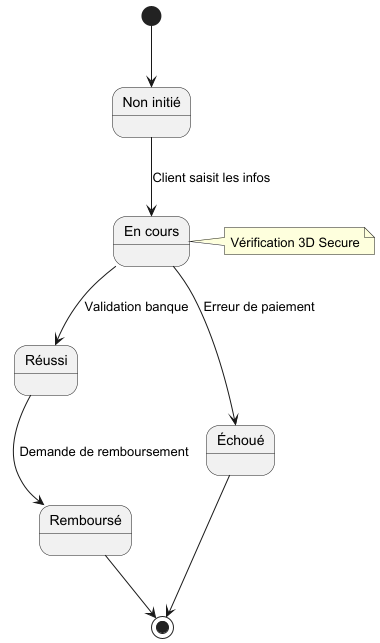 Non initié
Client saisit les infos
En cours
Vérification 3D Secure
Validation banque
Erreur de paiement
Réussi
Échoué
Demande de remboursement
Remboursé